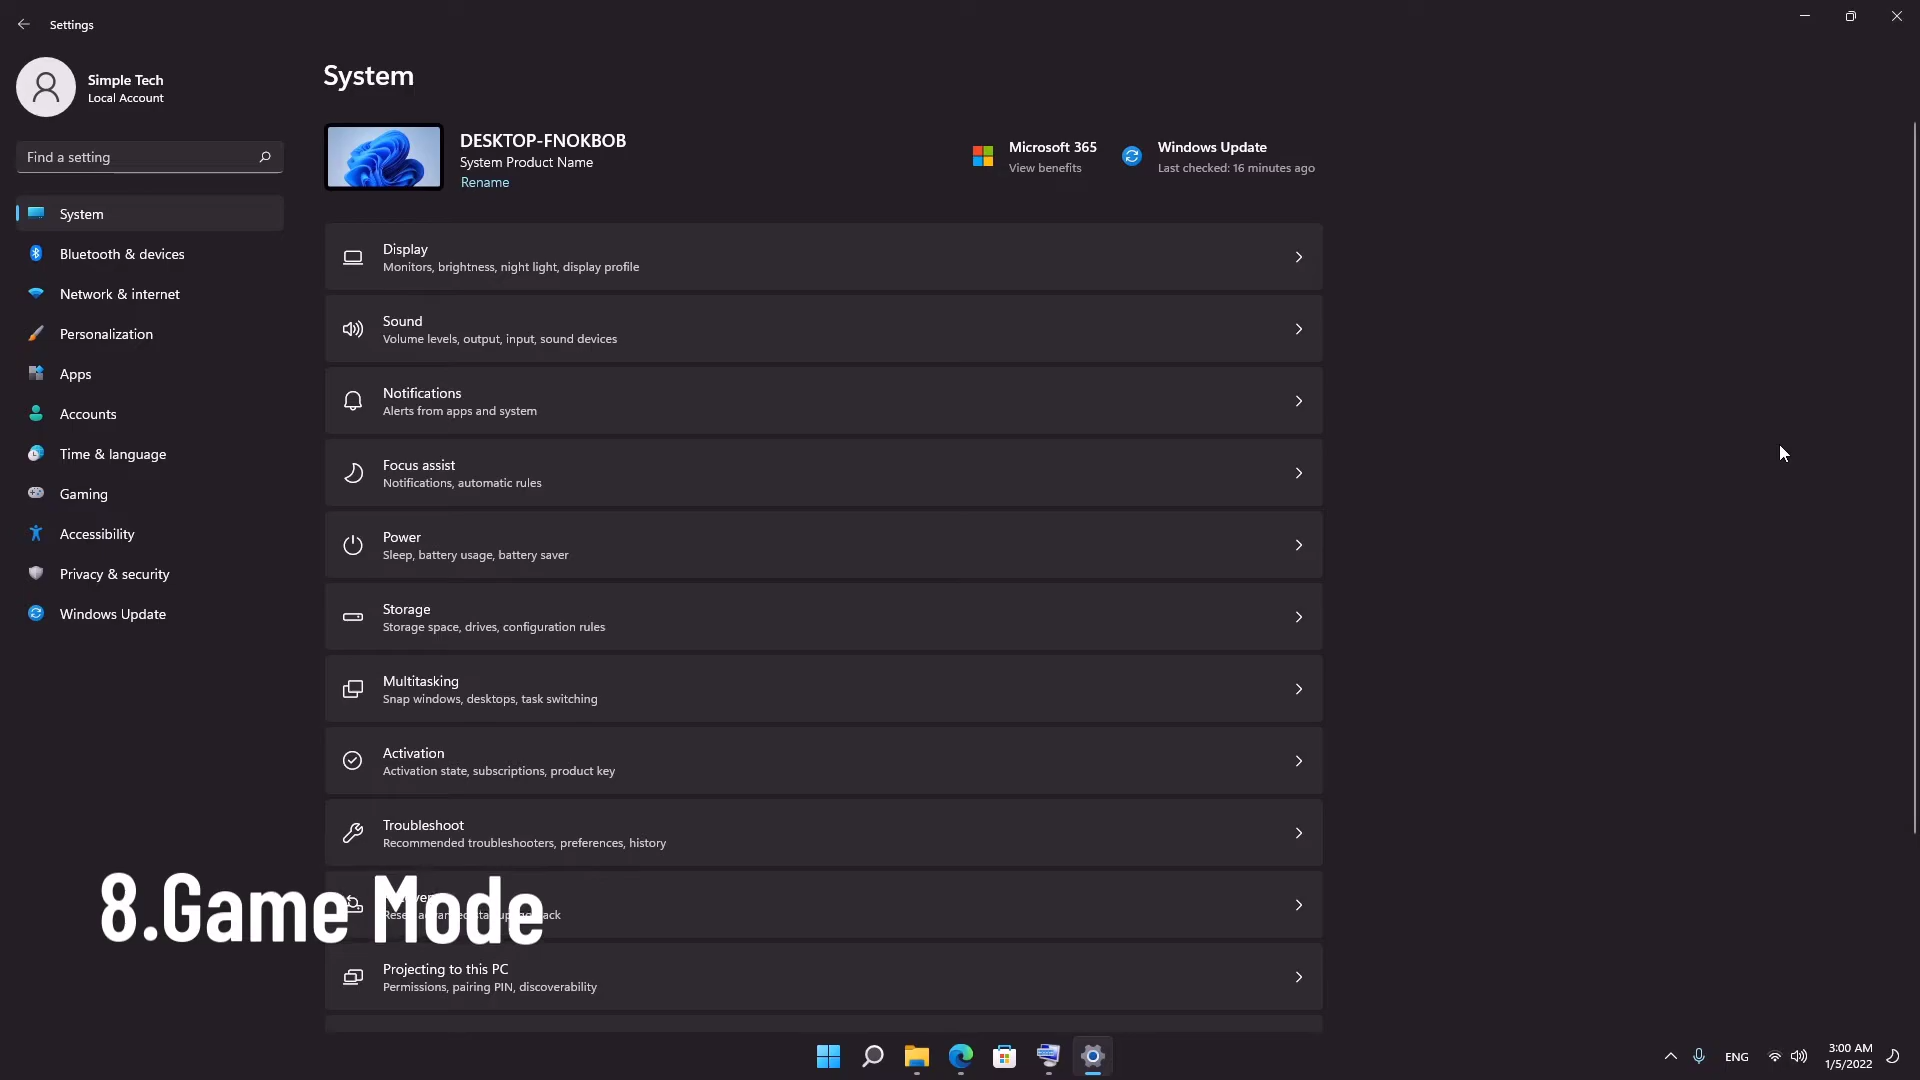 Settings
Simple Tech
Local Account
Find a setting
System
Bluetooth & devices
Network & internet
Personalization
Apps
Accounts
Time & language
Gaming
Accessibility
Privacy & security
Windows Update
System
DESKTOP-FNOKBOB
System Product Name
Rename
Microsoft 365
View benefits
Windows Update
Last checked: 16 minutes ago
Display
Monitors, brightness, night light, display profile
Sound
Volume levels, output, input, sound devices
Notifications
Alerts from apps and system
Focus assist
Notifications, automatic rules
Power
Sleep, battery usage, battery saver
Storage
Storage space, drives, configuration rules
Multitasking
Snap windows, desktops, task switching
Activation
Activation state, subscriptions, product key
Troubleshoot
Recommended troubleshooters, preferences, history
8.Game Mode
Projecting to this PC
Permissions, pairing PIN, discoverability
ENG
3:00 AM
1/5/2022